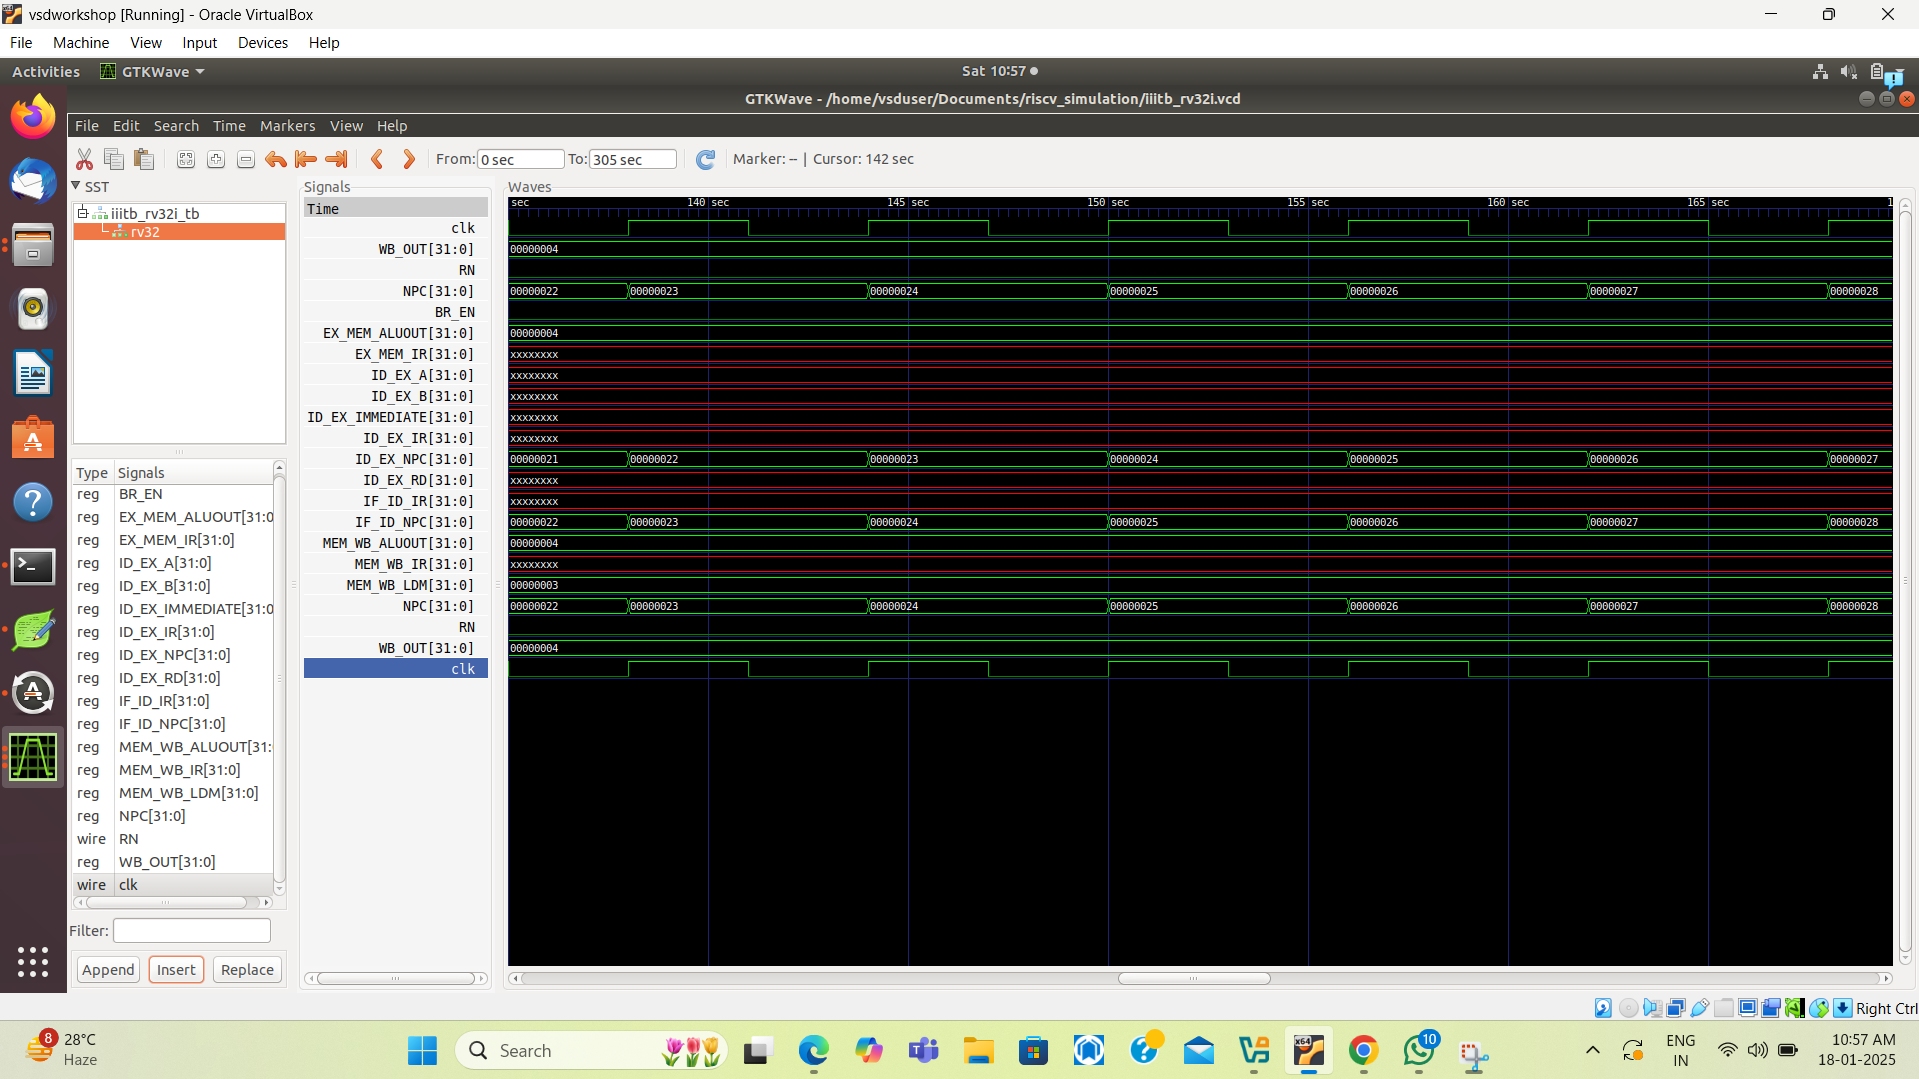 vsdworkshop [Running] - Oracle VirtualBox
File Machine View Input Devices Help
Activities GTKWave Sat 10:57
GTKWave - /home/vsduser/Documents/riscv_simulation/iiitb_rv32i.vcd
File Edit Search Time Markers View Help
From: 0 sec To: 305 sec Marker: -- | Cursor: 142 sec
SST
iiitb_rv32i_tb
rv32
Type Signals
reg BR_EN
reg EX_MEM_ALUOUT[31:0
reg EX_MEM_IR[31:0]
reg ID_EX_A[31:0]
reg ID_EX_B[31:0]
reg ID_EX_IMMEDIATE[31:0
reg ID_EX_IR[31:0]
reg ID_EX_NPC[31:0]
reg ID_EX_RD[31:0]
reg IF_ID_IR[31:0]
reg IF_ID_NPC[31:0]
reg MEM_WB_ALUOUT[31:
reg MEM_WB_IR[31:0]
reg MEM_WB_LDM[31:0]
reg NPC[31:0]
wire RN
reg WB_OUT[31:0]
wire clk
Filter:
Append Insert Replace
Signals
Time
clk
WB_OUT[31:0]
RN
NPC[31:0]
BR_EN
EX_MEM_ALUOUT[31:0]
EX_MEM_IR[31:0]
ID_EX_A[31:0]
ID_EX_B[31:0]
ID_EX_IMMEDIATE[31:0]
ID_EX_IR[31:0]
ID_EX_NPC[31:0]
ID_EX_RD[31:0]
IF_ID_IR[31:0]
IF_ID_NPC[31:0]
MEM_WB_ALUOUT[31:0]
MEM_WB_IR[31:0]
MEM_WB_LDM[31:0]
NPC[31:0]
RN
WB_OUT[31:0]
clk
Waves
sec 140 sec 145 sec 150 sec 155 sec 160 sec 165 sec 1
00000004
00000022 00000023 00000024 00000025 00000026 00000027 00000028
00000004
xxxxxxxx
xxxxxxxx
xxxxxxxx
xxxxxxxx
xxxxxxxx
00000021 00000022 00000023 00000024 00000025 00000026 00000027
xxxxxxxx
xxxxxxxx
00000022 00000023 00000024 00000025 00000026 00000027 00000028
00000004
xxxxxxxx
00000003
00000022 00000023 00000024 00000025 00000026 00000027 00000028
00000004
Right Ctrl
8 28°C
Haze
Search
x64
10
ENG
IN
10:57 AM
18-01-2025